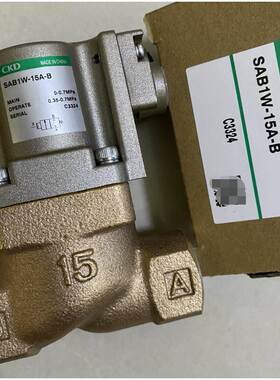 CKD
MADE IN CHINA
SAB1W-15A-B
MAIN 0-0.7MPa
OPERATE 0.35-0.7MPa
SERIAL C3324
15
A
SAB1W-15A-B
C3324